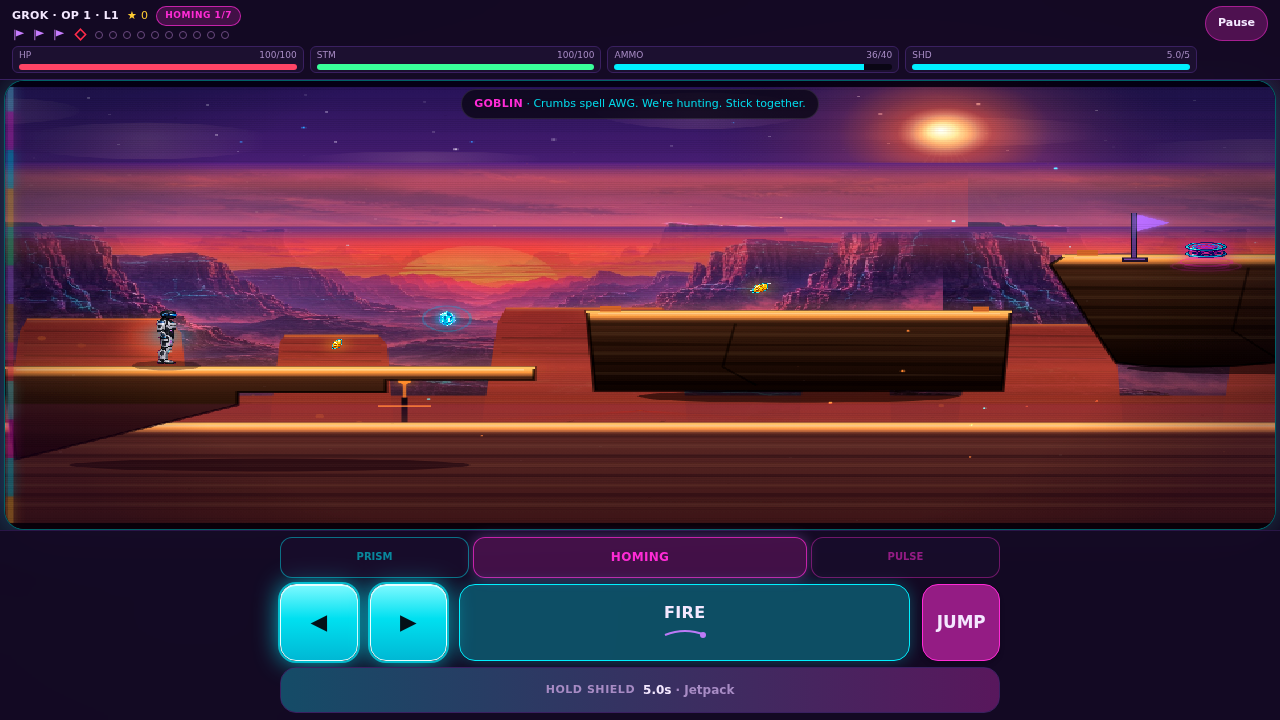 GROK · OP 1 · L1 ★ 0 HOMING 1/7
Pause
HP 100/100
STM 100/100
AMMO 36/40
SHD 5.0/5
GOBLIN · Crumbs spell AWG. We're hunting. Stick together.
PRISM
HOMING
PULSE
◀ ▶
FIRE
JUMP
HOLD SHIELD 5.0s · Jetpack